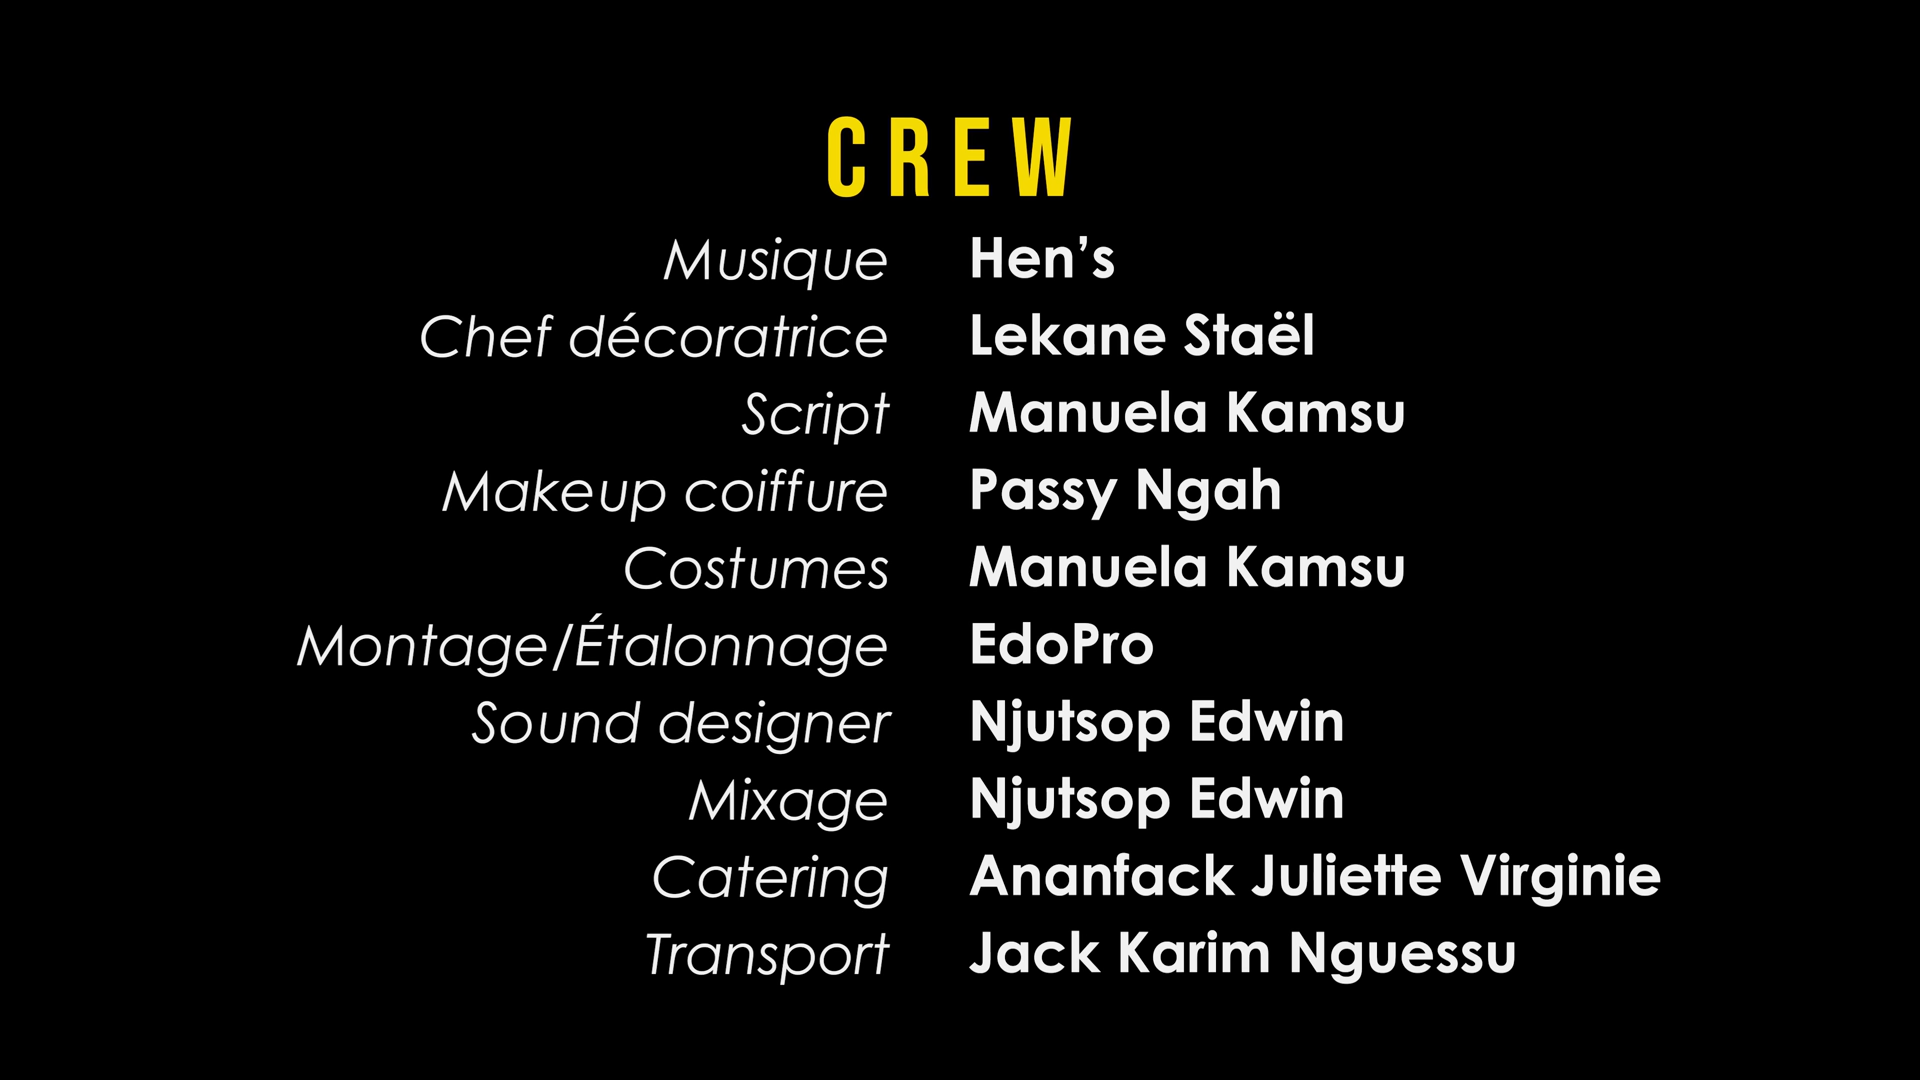 CREW
Musique Hen’s
Chef décoratrice Lekane Staël
Script Manuela Kamsu
Makeup coiffure Passy Ngah
Costumes Manuela Kamsu
Montage/Étalonnage EdoPro
Sound designer Njutsop Edwin
Mixage Njutsop Edwin
Catering Ananfack Juliette Virginie
Transport Jack Karim Nguessu